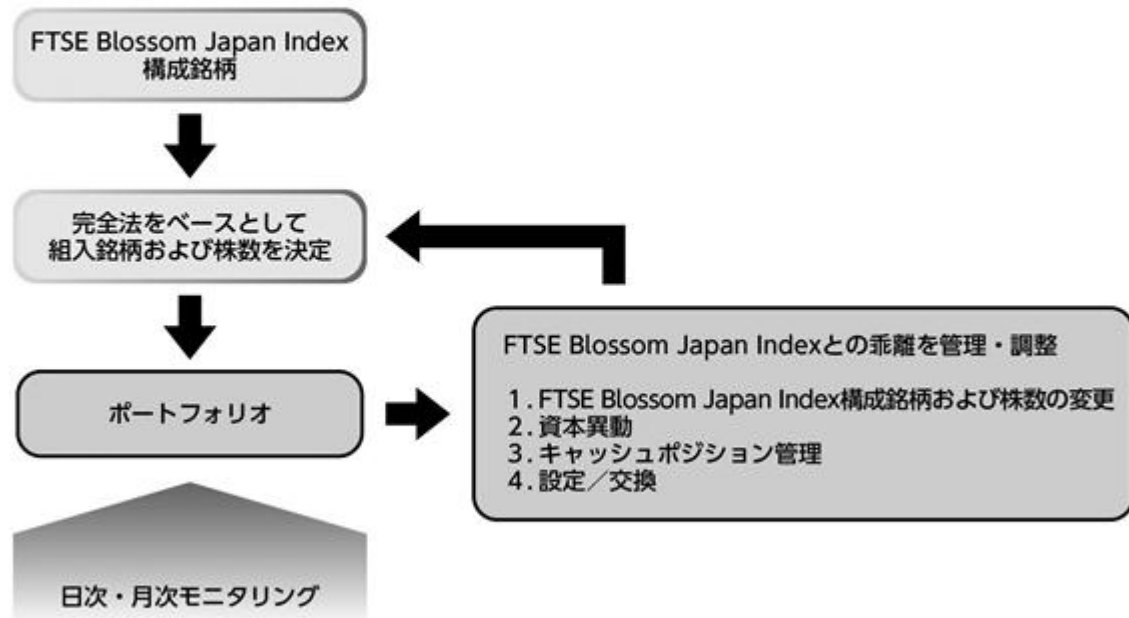 FTSE Blossom Japan Index
構成銘柄
完全法をベースとして
組入銘柄および株数を決定
ポートフォリオ
FTSE Blossom Japan Indexとの乖離を管理・調整
1．FTSE Blossom Japan Index構成銘柄および株数の変更
2．資本異動
3．キャッシュポジション管理
4．設定／交換
日次・月次モニタリング